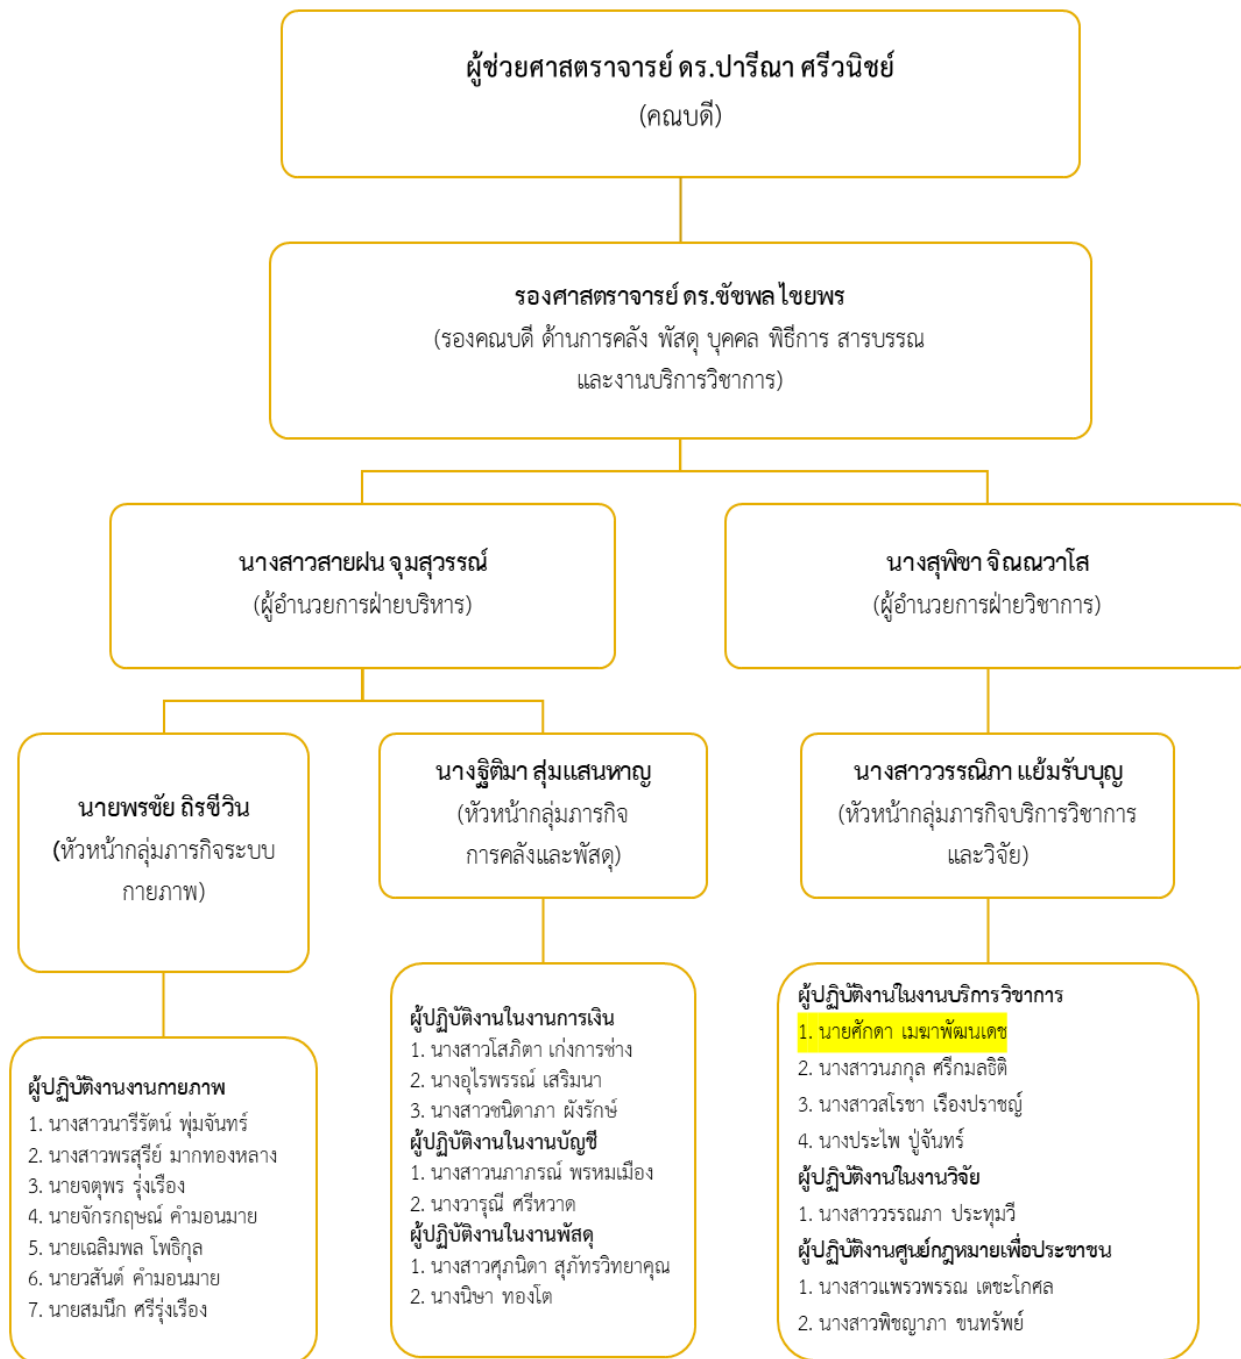 ผู้ช่วยศาสตราจารย์ ดร.ปารีณา ศรีวนิชย์
(คณบดี)
รองศาสตราจารย์ ดร.ชัชพล ไชยพร
(รองคณบดี ด้านการคลัง พัสดุ บุคคล พิธีการ สารบรรณ
และงานบริการวิชาการ)
นางสาวสายฝน จุมสุวรรณ์
(ผู้อำนวยการฝ่ายบริหาร)
นางสุพิชา จิณณวาโส
(ผู้อำนวยการฝ่ายวิชาการ)
นายพรชัย ถิรชีวิน
(หัวหน้ากลุ่มภารกิจระบบ
กายภาพ)
นางฐิติมา สุ่มแสนหาญ
(หัวหน้ากลุ่มภารกิจ
การคลังและพัสดุ)
นางสาววรรณิภา แย้มรับบุญ
(หัวหน้ากลุ่มภารกิจบริการวิชาการ
และวิจัย)
ผู้ปฏิบัติงานงานกายภาพ
1. นางสาวนารีรัตน์ พุ่มจันทร์
2. นางสาวพรสุรีย์ มากทองหลาง
3. นายจตุพร รุ่งเรือง
4. นายจักรกฤษณ์ คำมอนมาย
5. นายเฉลิมพล โพธิกุล
6. นายวสันต์ คำมอนมาย
7. นายสมนึก ศรีรุ่งเรือง
ผู้ปฏิบัติงานในงานการเงิน
1. นางสาวโสภิตา เก่งการช่าง
2. นางอุไรพรรณ์ เสริมนา
3. นางสาวชนิดาภา ผังรักษ์
ผู้ปฏิบัติงานในงานบัญชี
1. นางสาวนภาภรณ์ พรหมเมือง
2. นางวารุณี ศรีหวาด
ผู้ปฏิบัติงานในงานพัสดุ
1. นางสาวศุภนิดา สุภัทรวิทยาคุณ
2. นางนิษา ทองโต
ผู้ปฏิบัติงานในงานบริการวิชาการ
1. นายศักดา เมฆาพัฒนเดช
2. นางสาวนภกุล ศรีกมลธิติ
3. นางสาวสโรชา เรืองปราชญ์
4. นางประไพ ปู่จันทร์
ผู้ปฏิบัติงานในงานวิจัย
1. นางสาววรรณภา ประทุมวี
ผู้ปฏิบัติงานศูนย์กฎหมายเพื่อประชาชน
1. นางสาวแพรวพรรณ เตชะโกศล
2. นางสาวพิชญาภา ขนทรัพย์